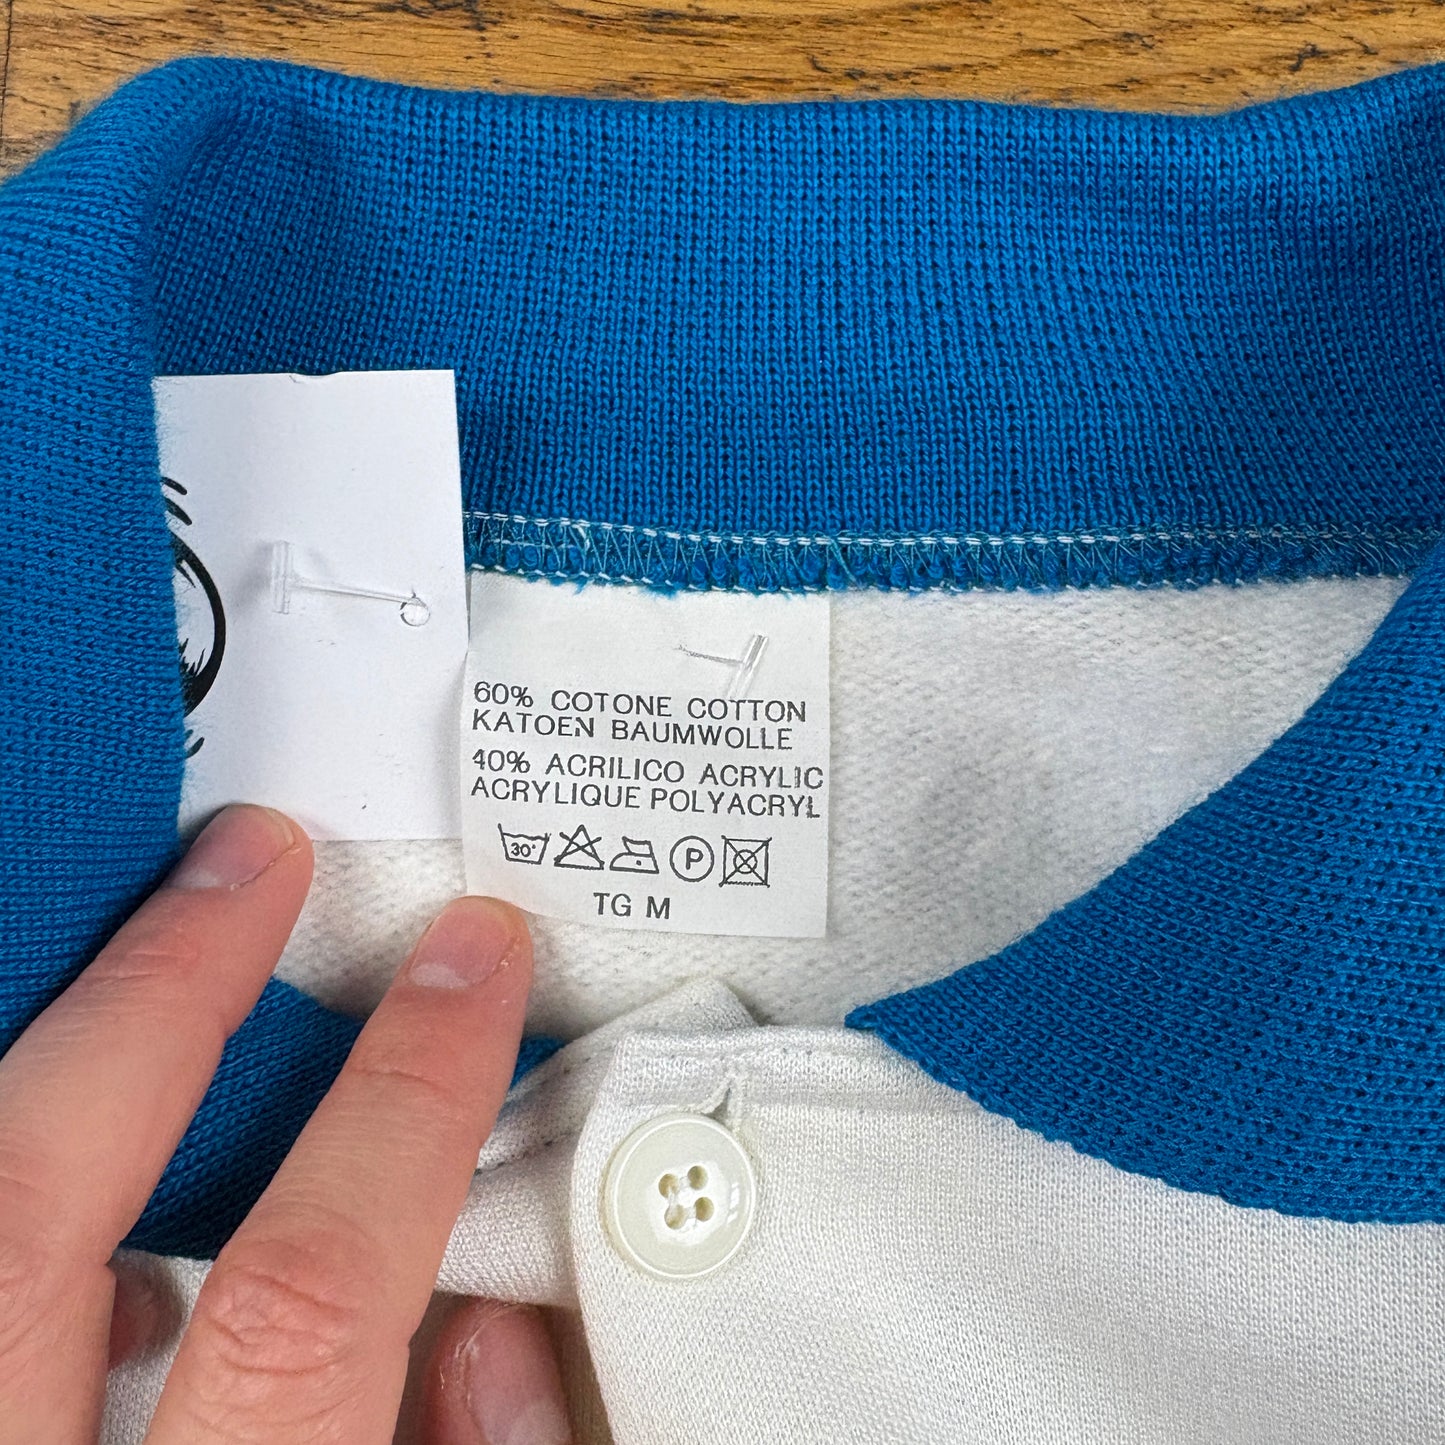 60% COTONE COTTON
KATOEN BAUMWOLLE
40% ACRILICO ACRYLIC
ACRYLIQUE POLYACRYL
30°
P
TG M